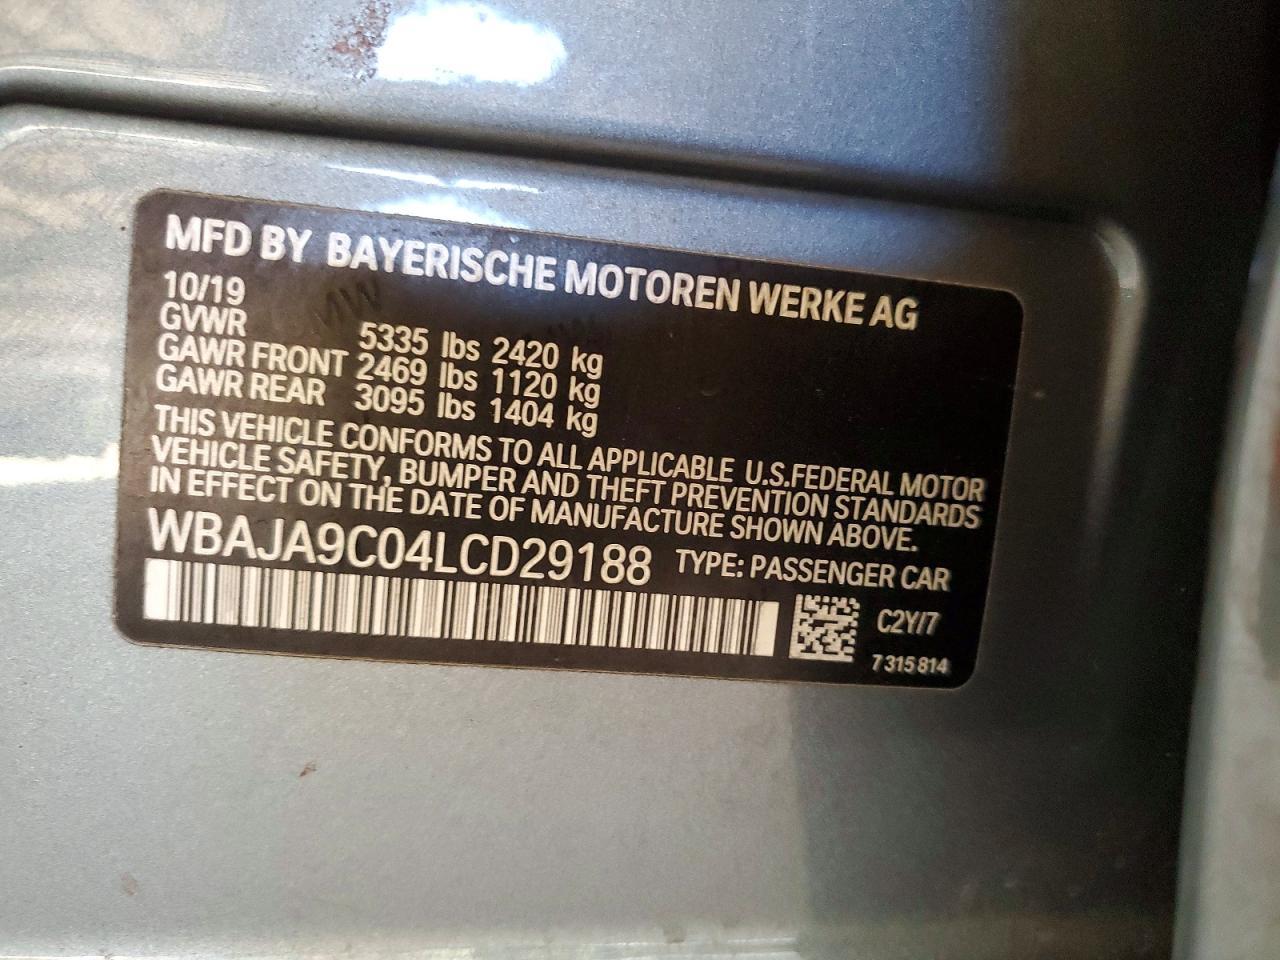 MFD BY BAYERISCHE MOTOREN WERKE AG
10/19
GVWR 5335 lbs 2420 kg
GAWR FRONT 2469 lbs 1120 kg
GAWR REAR 3095 lbs 1404 kg
THIS VEHICLE CONFORMS TO ALL APPLICABLE U.S.FEDERAL MOTOR
VEHICLE SAFETY, BUMPER AND THEFT PREVENTION STANDARDS
IN EFFECT ON THE DATE OF MANUFACTURE SHOWN ABOVE.
WBAJA9C04LCD29188 TYPE: PASSENGER CAR
C2Y/7
7 315 814